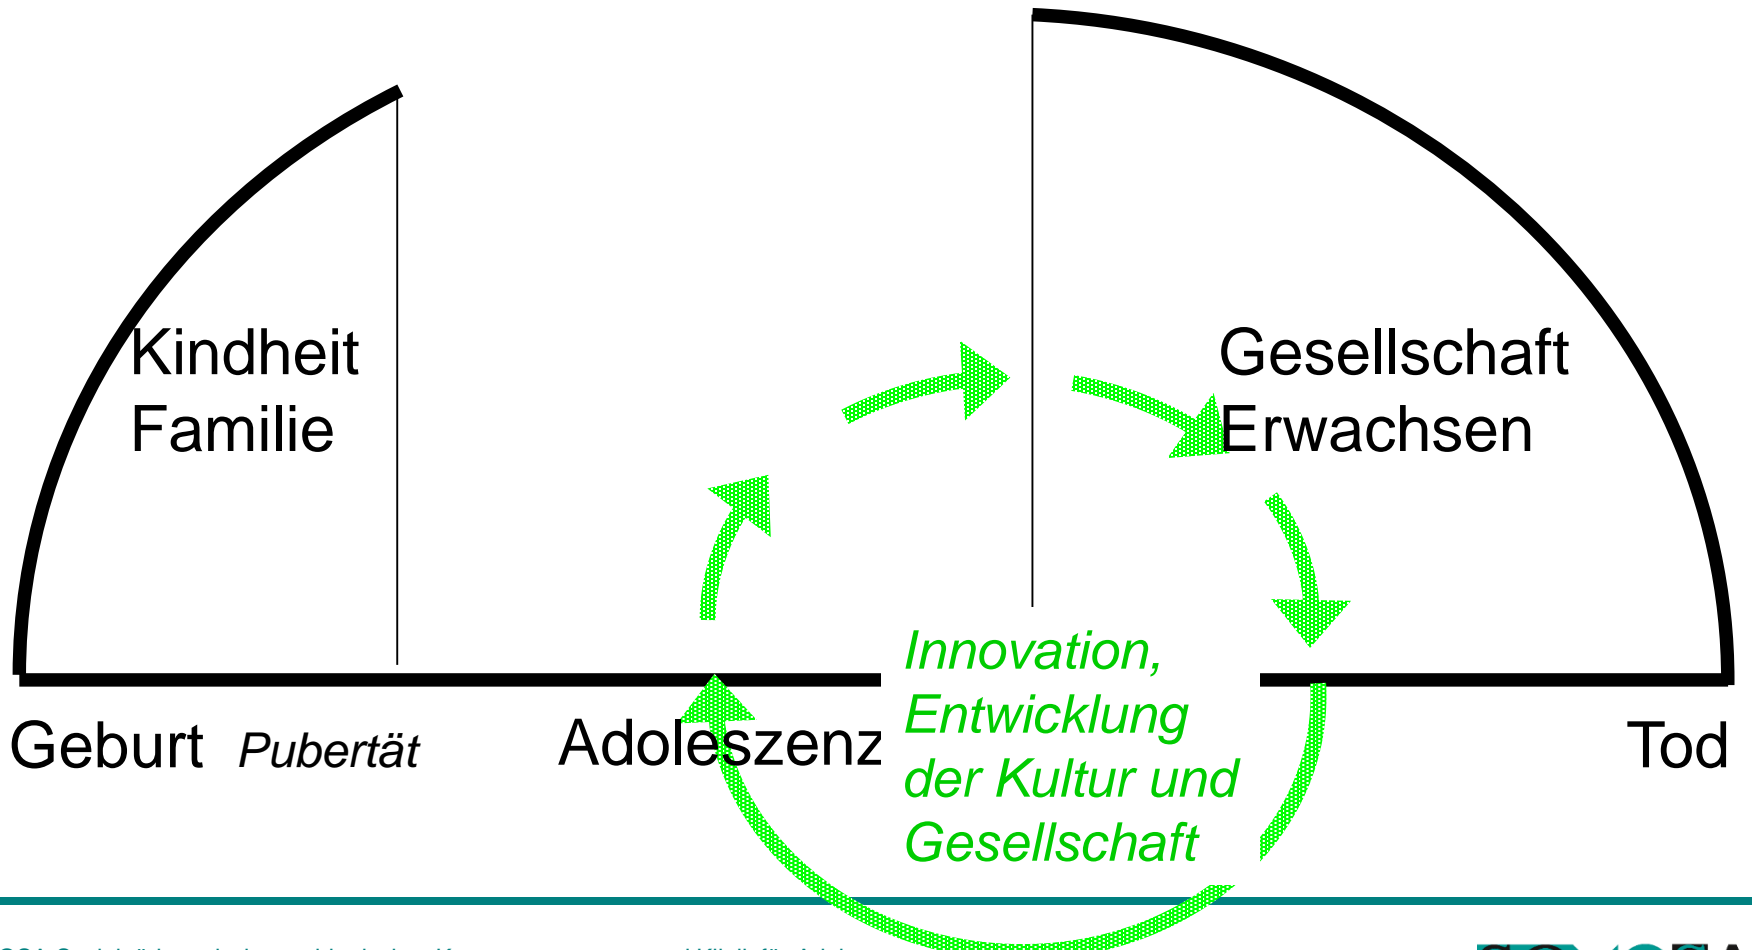 Kindheit
Familie
Gesellschaft
Erwachsen
Innovation,
Entwicklung
der Kultur und
Gesellschaft
Geburt Pubertät Adoleszenz Tod